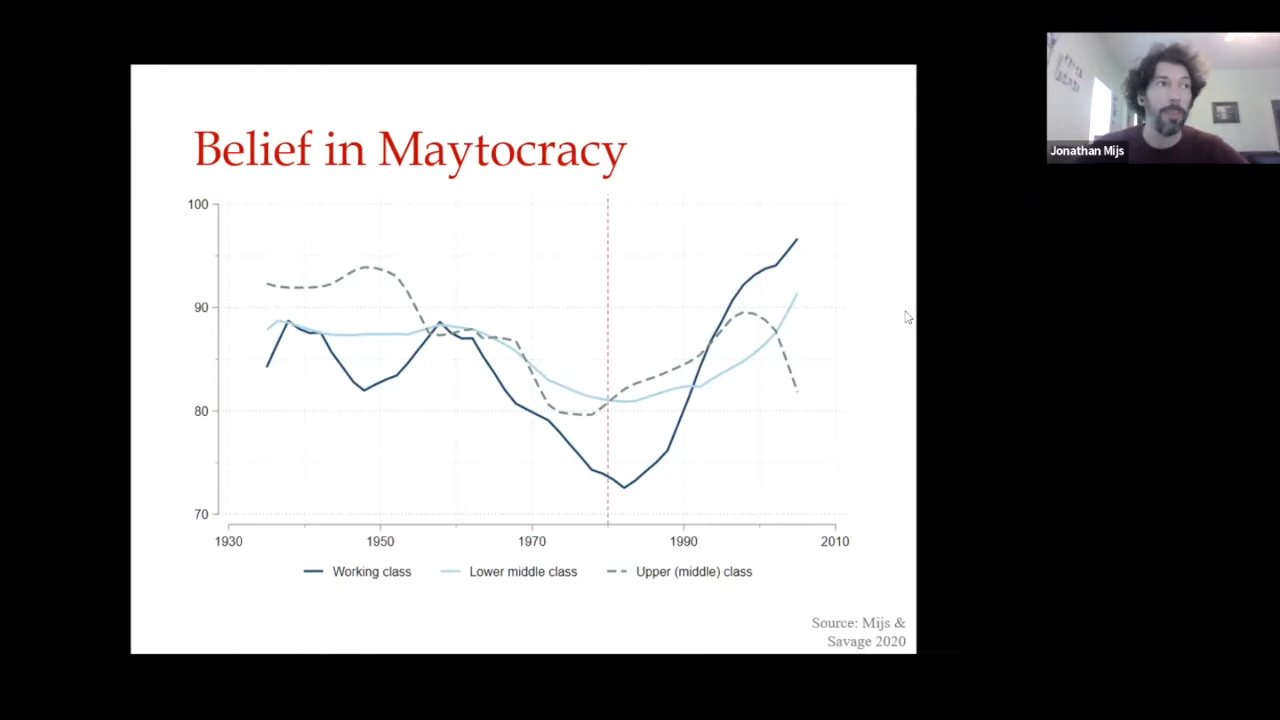 Belief in Maytocracy
100
90
80
70
1930 1950 1970 1990 2010
Working class Lower middle class Upper (middle) class
Source: Mijs &
Savage 2020
Jonathan Mijs